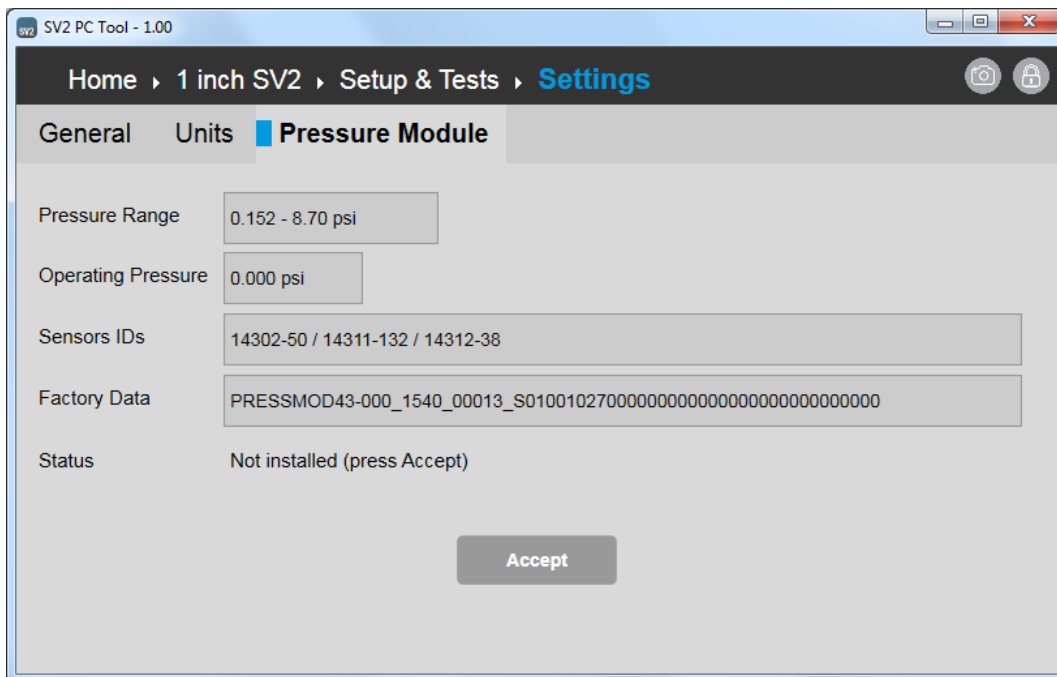 SV2 SV2 PC Tool - 1.00
Home ▸ 1 inch SV2 ▸ Setup & Tests ▸ Settings
General Units Pressure Module
Pressure Range 0.152 - 8.70 psi
Operating Pressure 0.000 psi
Sensors IDs 14302-50 / 14311-132 / 14312-38
Factory Data PRESSMOD43-000_1540_00013_S01001027000000000000000000000000000
Status Not installed (press Accept)
Accept